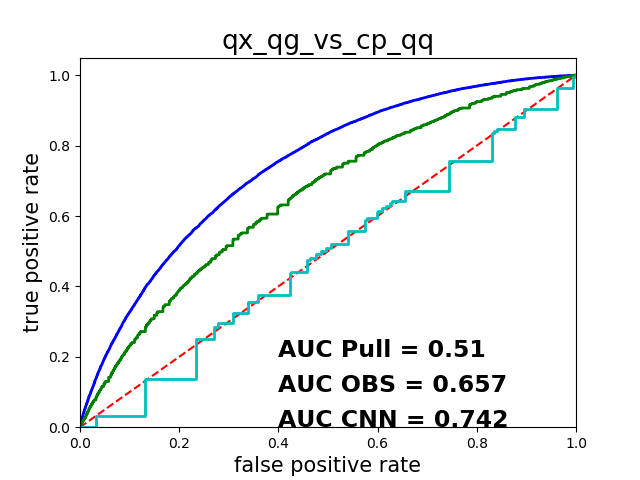 qx_qg_vs_cp_qq
true positive rate
1.0
0.8
0.6
0.4
0.2
0.0
AUC Pull = 0.51
AUC OBS = 0.657
AUC CNN = 0.742
0.0 0.2 0.4 0.6 0.8 1.0
false positive rate